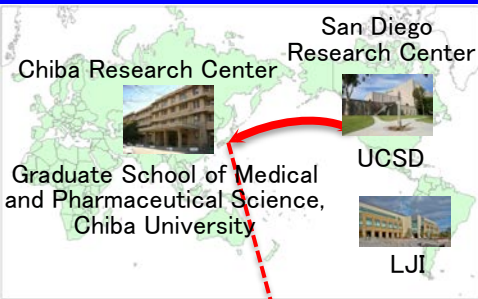 San Diego
Research Center
Chiba Research Center
UCSD
Graduate School of Medical
and Pharmaceutical Science,
Chiba University
LJI